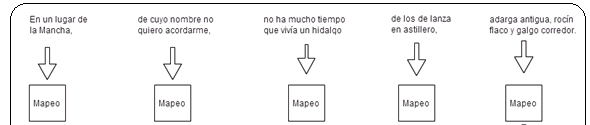 En un lugar de
la Mancha,
de cuyo nombre no
quiero acordarme,
no ha mucho tiempo
que vivía un hidalgo
de los de lanza
en astillero,
adarga antigua, rocín
flaco y galgo corredor.
Mapeo
Mapeo
Mapeo
Mapeo
Mapeo